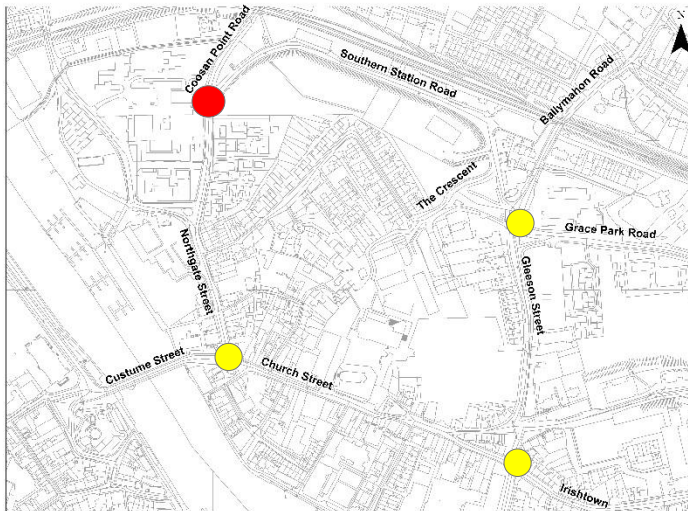 N
Coosan Point Road
Southern Station Road
Ballymahon Road
The Crescent
Grace Park Road
Northgate Street
Gleeson Street
Custume Street
Church Street
Irishtown